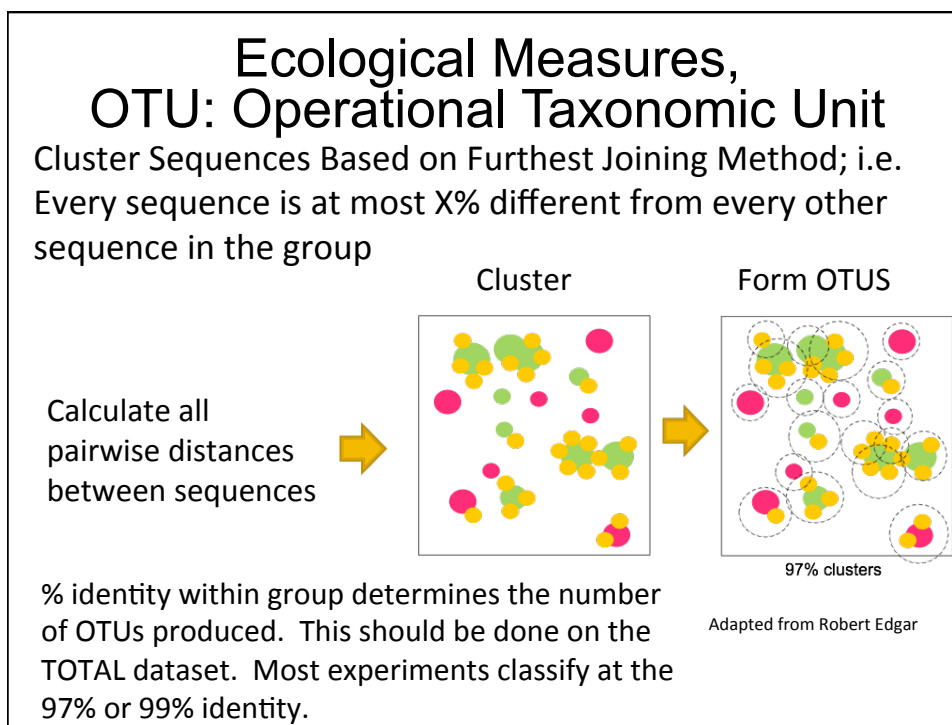 Ecological Measures,
OTU: Operational Taxonomic Unit
Cluster Sequences Based on Furthest Joining Method; i.e.
Every sequence is at most X% different from every other
sequence in the group
Cluster
Form OTUS
Calculate all
pairwise distances
between sequences
97% clusters
% identity within group determines the number
of OTUs produced.  This should be done on the
TOTAL dataset.  Most experiments classify at the
97% or 99% identity.
Adapted from Robert Edgar